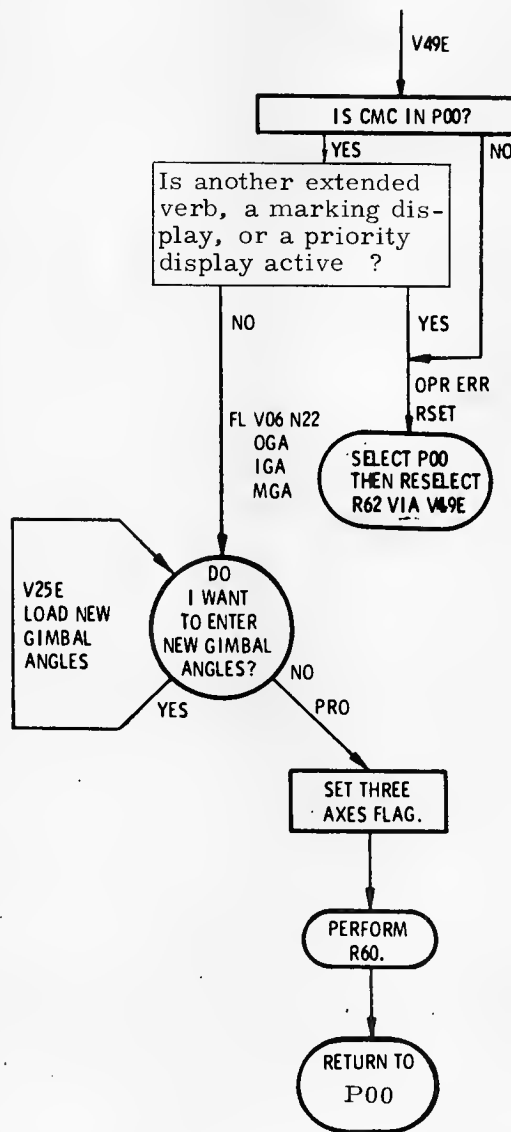 V49E
IS CMC IN P00?
YES
NO
Is another extended
verb, a marking dis-
play, or a priority
display active ?
NO
YES
OPR ERR
RSET
FL V06 N22
OGA
IGA
MGA
SELECT P00
THEN RESELECT
R62 VIA V49E
V25E
LOAD NEW
GIMBAL
ANGLES
DO
I WANT
TO ENTER
NEW GIMBAL
ANGLES?
YES
NO
PRO
SET THREE
AXES FLAG.
PERFORM
R60.
RETURN TO
P00